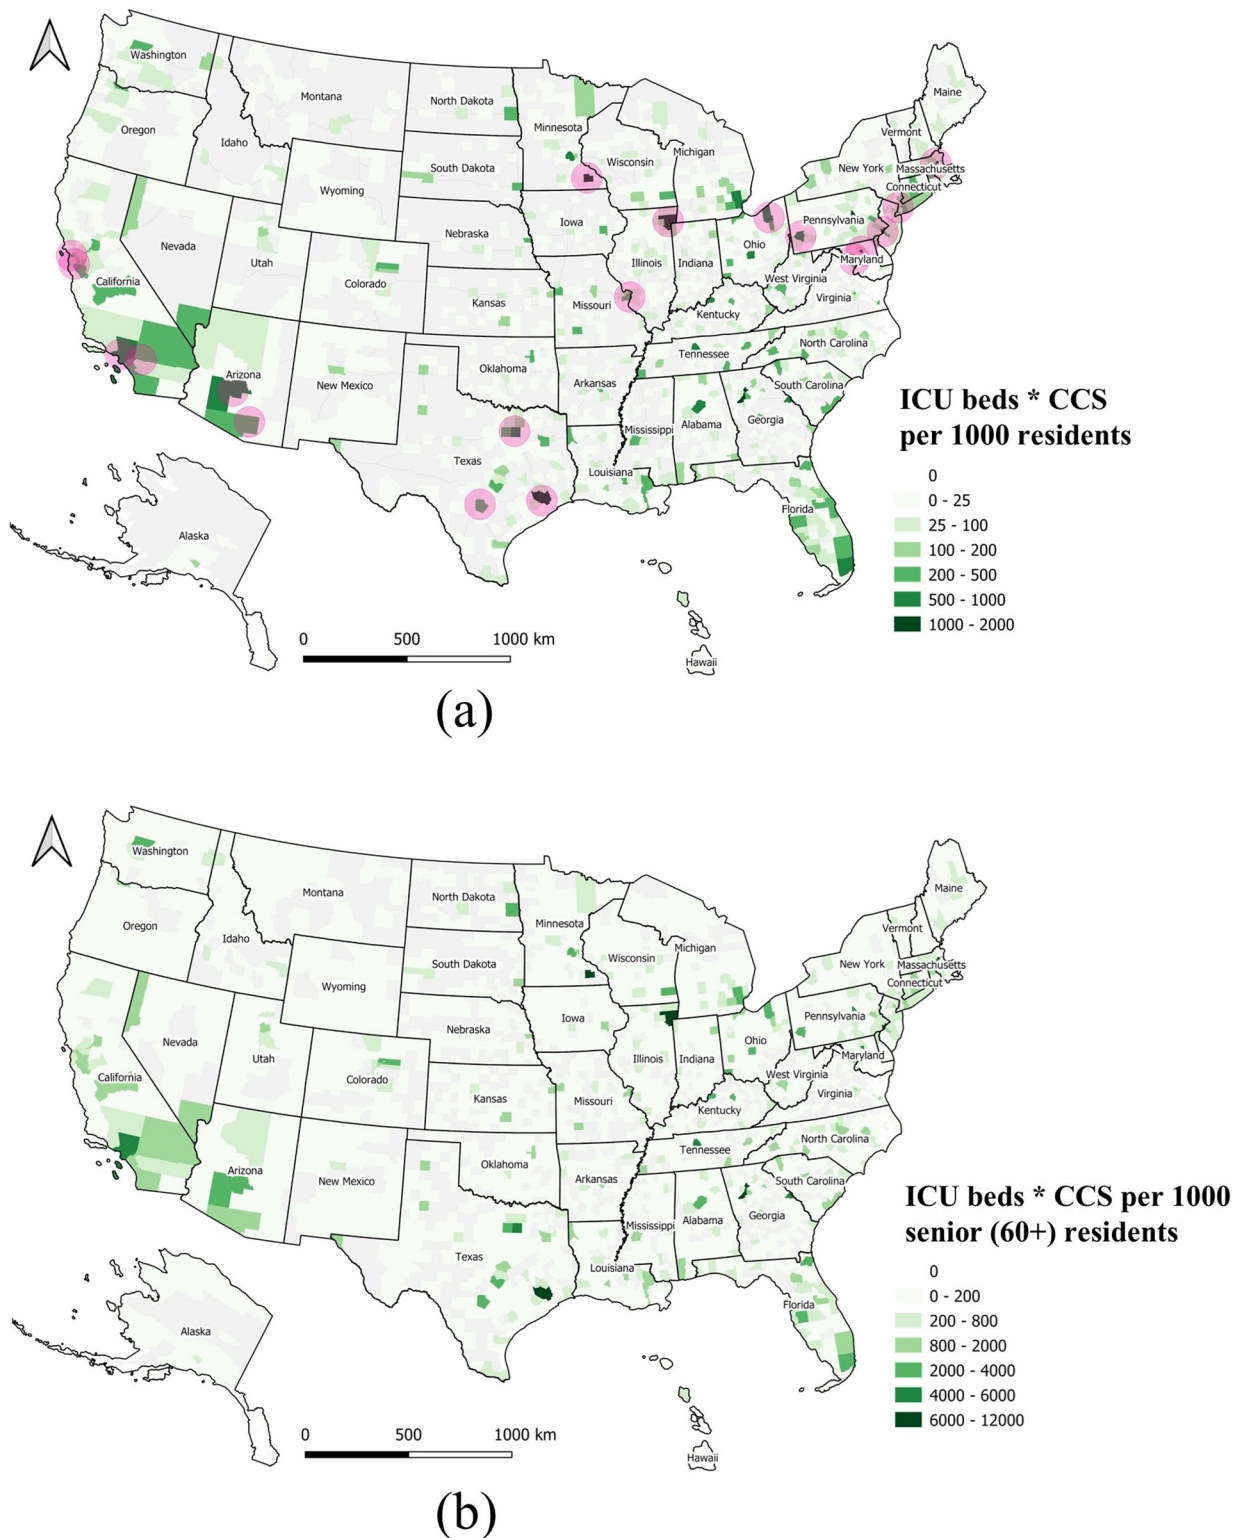 Washington
Montana
North Dakota
Minnesota
Maine
Oregon
Idaho
South Dakota
Wisconsin
Michigan
Vermont
New York
Massachusetts
Connecticut
Wyoming
Nebraska
Iowa
Pennsylvania
Nevada
Utah
Colorado
Illinois
Indiana
Ohio
Maryland
California
Kansas
Missouri
West Virginia
Virginia
Kentucky
Arizona
New Mexico
Oklahoma
Arkansas
Tennessee
North Carolina
South Carolina
Mississippi
Alabama
Georgia
Texas
Louisiana
Florida
Alaska
Hawaii
ICU beds * CCS
per 1000 residents
0
0 - 25
25 - 100
100 - 200
200 - 500
500 - 1000
1000 - 2000
0 500 1000 km
(a)
Washington
Montana
North Dakota
Minnesota
Maine
Oregon
Idaho
South Dakota
Wisconsin
Michigan
Vermont
New York
Massachusetts
Connecticut
Wyoming
Nebraska
Iowa
Pennsylvania
Nevada
Utah
Colorado
Illinois
Indiana
Ohio
Maryland
California
Kansas
Missouri
West Virginia
Virginia
Kentucky
Arizona
New Mexico
Oklahoma
Arkansas
Tennessee
North Carolina
South Carolina
Mississippi
Alabama
Georgia
Texas
Louisiana
Florida
Alaska
Hawaii
ICU beds * CCS per 1000
senior (60+) residents
0
0 - 200
200 - 800
800 - 2000
2000 - 4000
4000 - 6000
6000 - 12000
0 500 1000 km
(b)